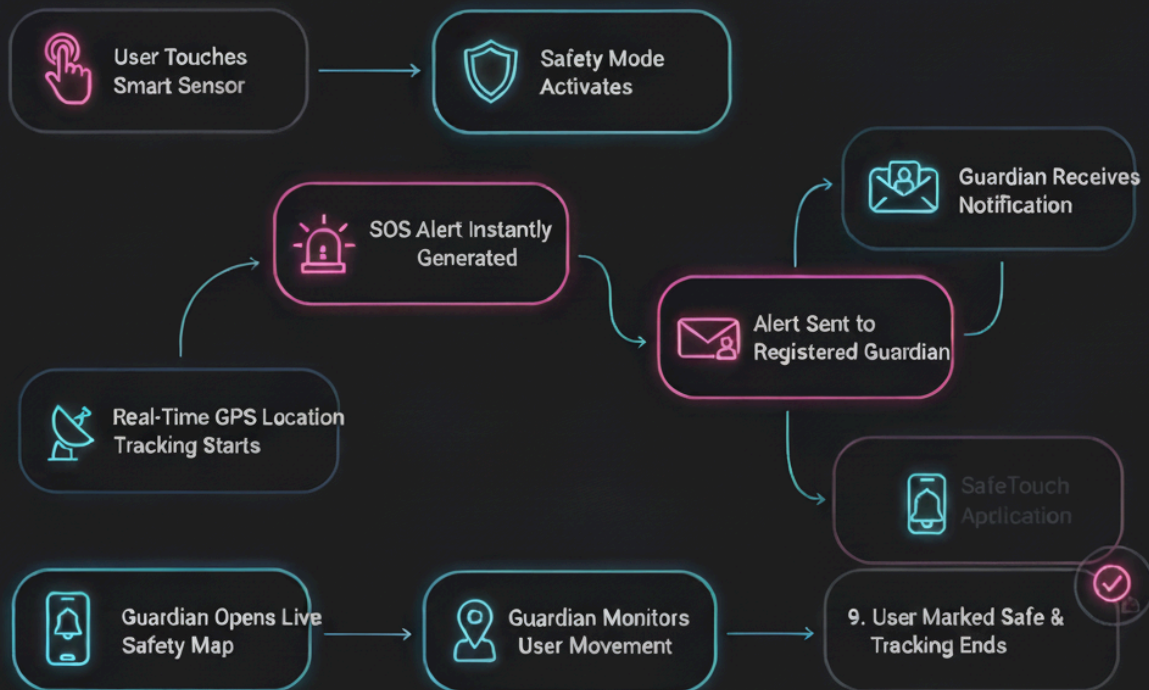 User Touches
Smart Sensor
Safety Mode
Activates
Guardian Receives
Notification
SOS Alert Instantly
Generated
Alert Sent to
Registered Guardian
Real-Time GPS Location
Tracking Starts
SafeTouch
Apclication
Guardian Opens Live
Safety Map
Guardian Monitors
User Movement
9. User Marked Safe &
Tracking Ends